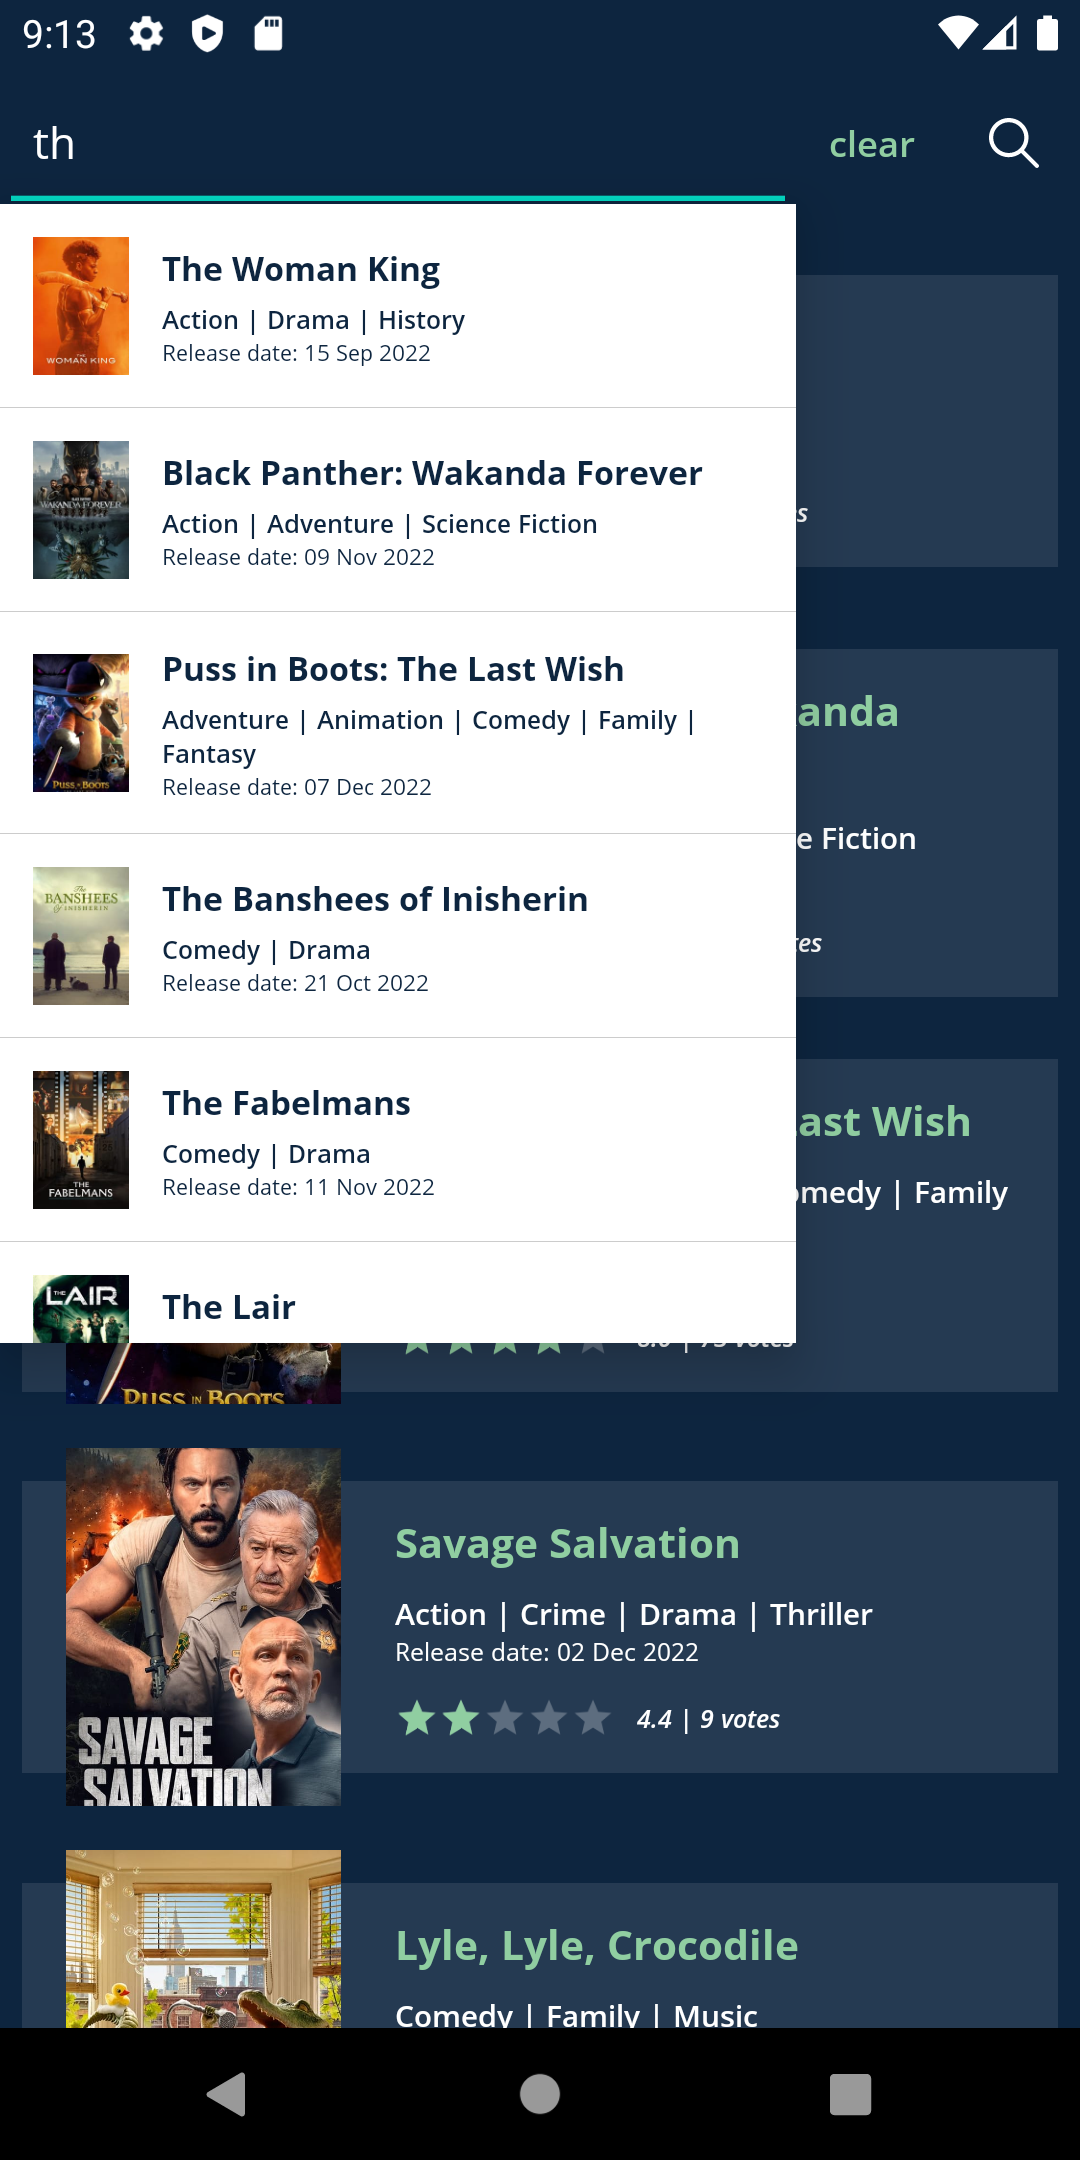 9:13
th
clear
The Woman King
Action | Drama | History
Release date: 15 Sep 2022
WOMAN KING
Black Panther: Wakanda Forever
Action | Adventure | Science Fiction
Release date: 09 Nov 2022
WAKANDA FOREVER
Puss in Boots: The Last Wish
Adventure | Animation | Comedy | Family |
Fantasy
Release date: 07 Dec 2022
PUSS IN BOOTS
The Banshees of Inisherin
Comedy | Drama
Release date: 21 Oct 2022
The
BANSHEES
of INISHERIN
The Fabelmans
Comedy | Drama
Release date: 11 Nov 2022
THE
FABELMANS
The Lair
THE LAIR
s
anda
e Fiction
es
ast Wish
omedy | Family
PUSS IN BOOTS
Savage Salvation
Action | Crime | Drama | Thriller
Release date: 02 Dec 2022
4.4 | 9 votes
SAVAGE
SALVATION
Lyle, Lyle, Crocodile
Comedy | Family | Music